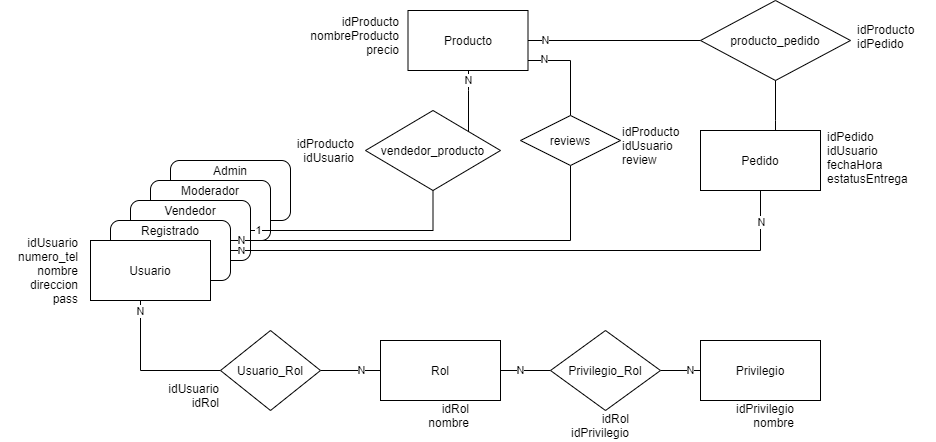 idProducto
nombreProducto
precio
Producto
N
producto_pedido
idProducto
idPedido
N
N
idProducto
idUsuario
vendedor_producto
reviews
idProducto
idUsuario
review
Pedido
idPedido
idUsuario
fechaHora
estatusEntrega
Admin
Moderador
Vendedor
Registrado
1
N
N
N
idUsuario
numero_tel
nombre
direccion
pass
Usuario
N
Usuario_Rol
idUsuario
idRol
N
Rol
idRol
nombre
N
Privilegio_Rol
idRol
idPrivilegio
N
Privilegio
idPrivilegio
nombre